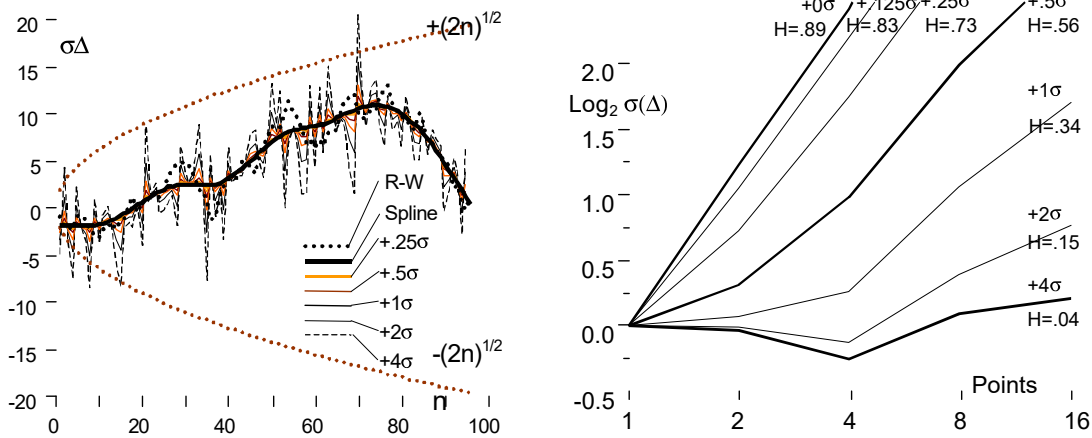 20
σΔ
+(2n)^1/2
15
10
5
0
-5
-10
-15
-20
R-W
Spline
+.25σ
+.5σ
+1σ
+2σ
+4σ
-(2n)^1/2
n
0 20 40 60 80 100
+0σ +.125σ +.25σ +.5σ
H=.89 H=.83 H=.73 H=.56
2.0
Log₂ σ(Δ)
1.5
1.0
0.5
0.0
-0.5
+1σ
H=.34
+2σ
H=.15
+4σ
H=.04
Points
1 2 4 8 16